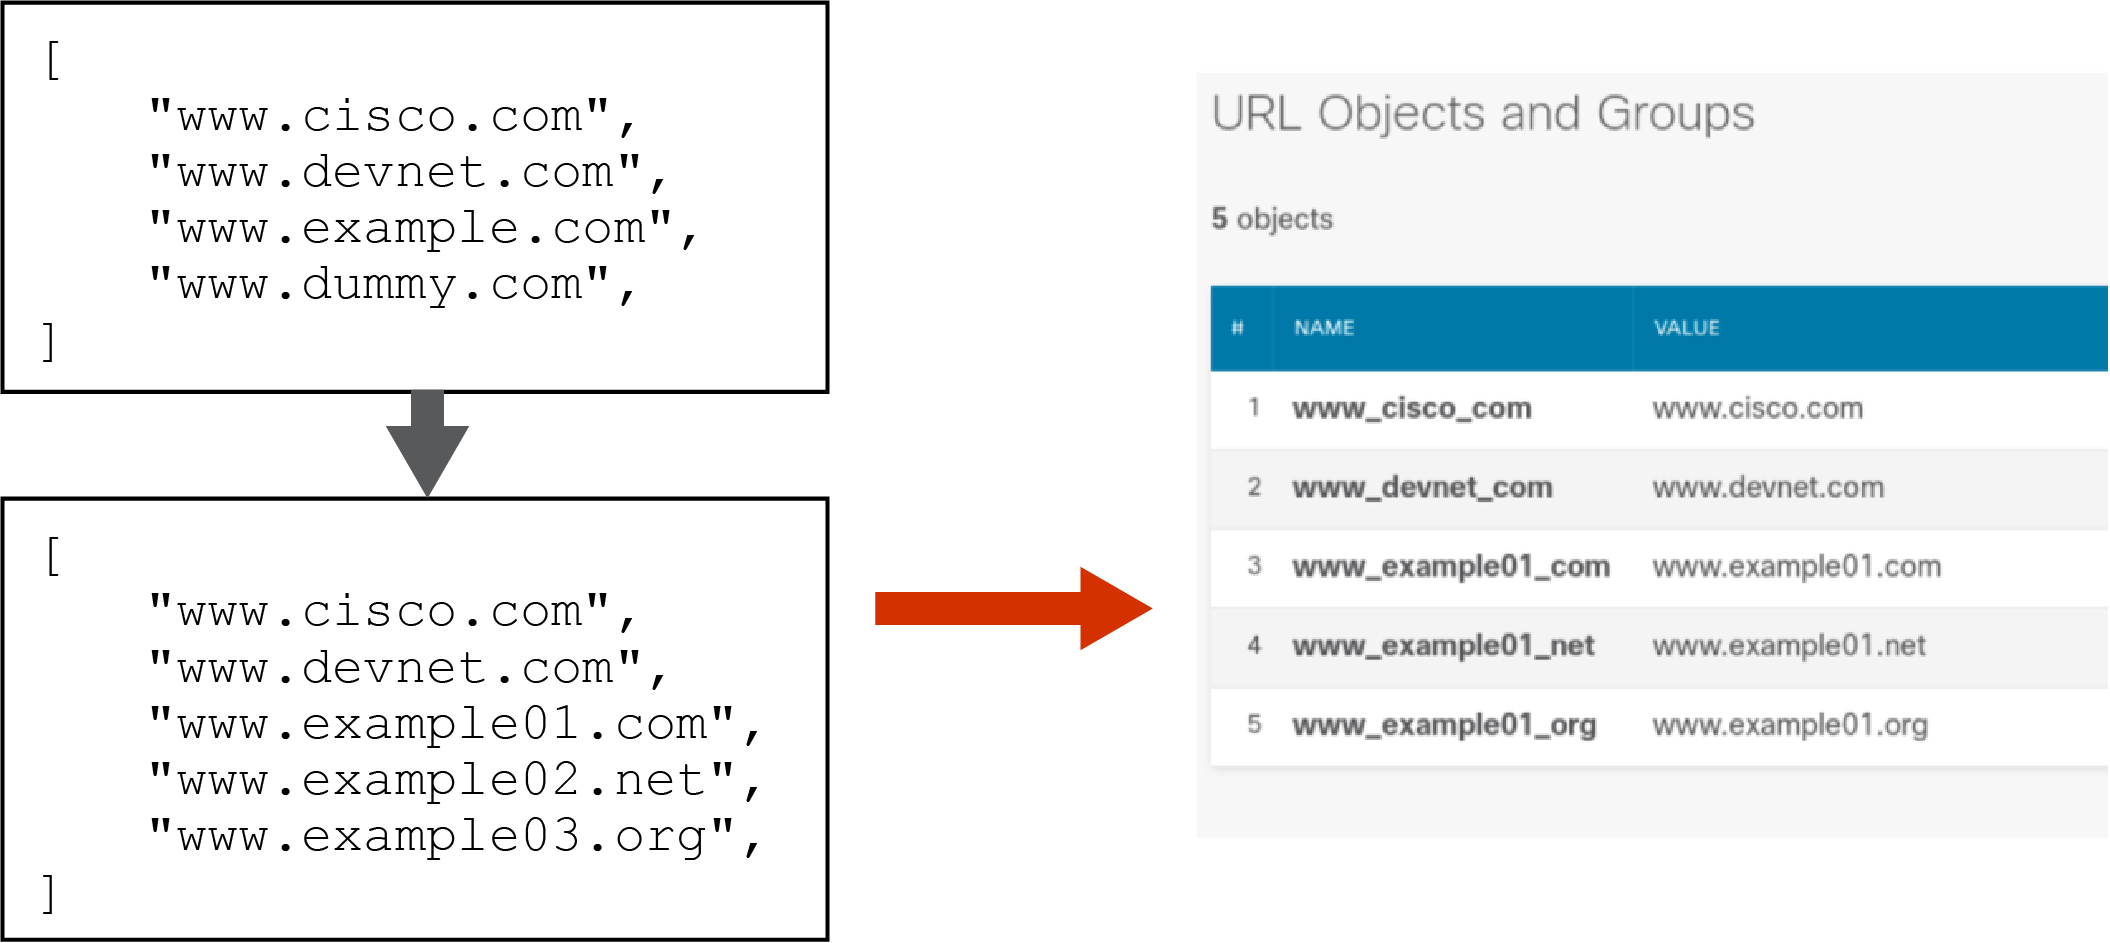 [
"www.cisco.com",
"www.devnet.com",
"www.example.com",
"www.dummy.com",
]
[
"www.cisco.com",
"www.devnet.com",
"www.example01.com",
"www.example02.net",
"www.example03.org",
]
URL Objects and Groups
5 objects
# NAME VALUE
1 www_cisco_com www.cisco.com
2 www_devnet_com www.devnet.com
3 www_example01_com www.example01.com
4 www_example01_net www.example01.net
5 www_example01_org www.example01.org